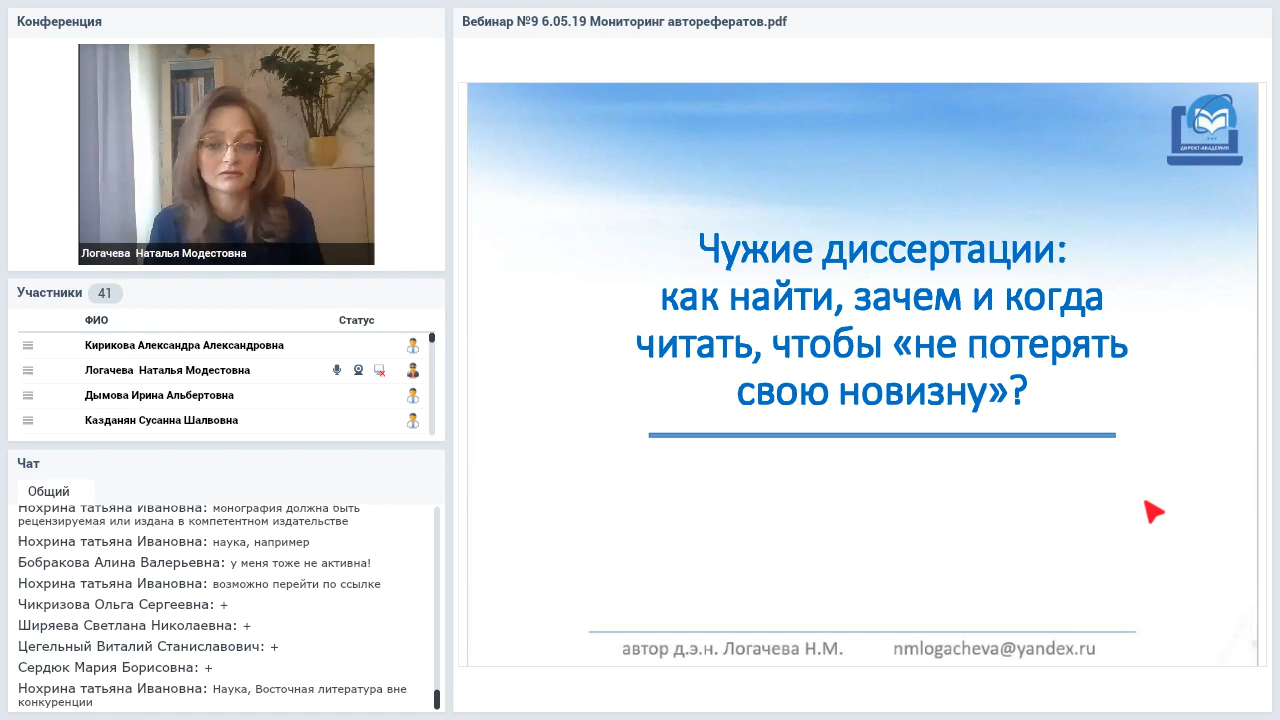 Конференция
Логачева  Наталья Модестовна
Участники 41
ФИО Статус
Кирикова Александра Александровна
Логачева  Наталья Модестовна
Дымова Ирина Альбертовна
Казданян Сусанна Шалвовна
Чат
Общий
Нохрина татьяна Ивановна: монография должна быть
рецензируемая или издана в компетентном издательстве
Нохрина татьяна Ивановна: наука, например
Бобракова Алина Валерьевна: у меня тоже не активна!
Нохрина татьяна Ивановна: возможно перейти по ссылке
Чикризова Ольга Сергеевна: +
Ширяева Светлана Николаевна: +
Цегельный Виталий Станиславович: +
Сердюк Мария Борисовна: +
Нохрина татьяна Ивановна: Наука, Восточная литература вне
конкуренции
Вебинар №9 6.05.19 Мониторинг авторефератов.pdf
ДИРЕКТ-АКАДЕМИЯ
Чужие диссертации:
как найти, зачем и когда
читать, чтобы «не потерять
свою новизну»?
автор д.э.н. Логачева Н.М. nmlogacheva@yandex.ru